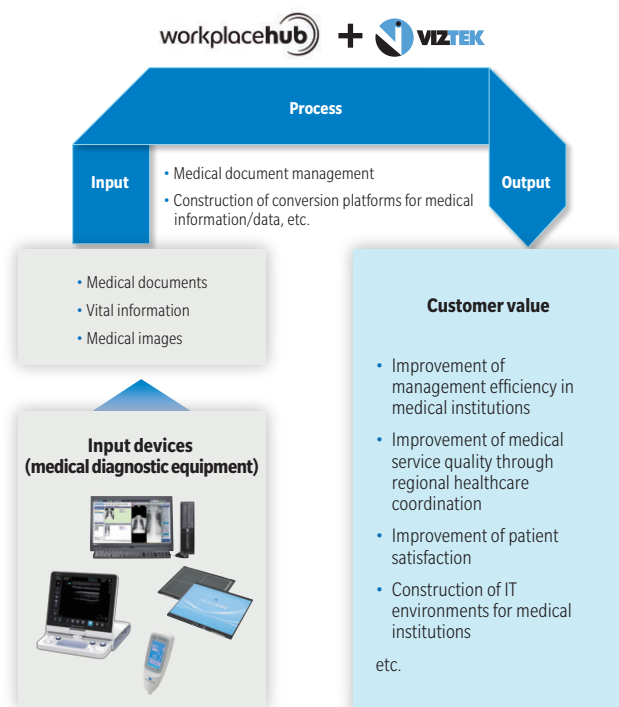 workplacehub + VIZTEK
Process
Input
• Medical document management
• Construction of conversion platforms for medical
information/data, etc.
Output
• Medical documents
• Vital information
• Medical images
Input devices
(medical diagnostic equipment)
Customer value
• Improvement of
management efficiency in
medical institutions
• Improvement of medical
service quality through
regional healthcare
coordination
• Improvement of patient
satisfaction
• Construction of IT
environments for medical
institutions
etc.